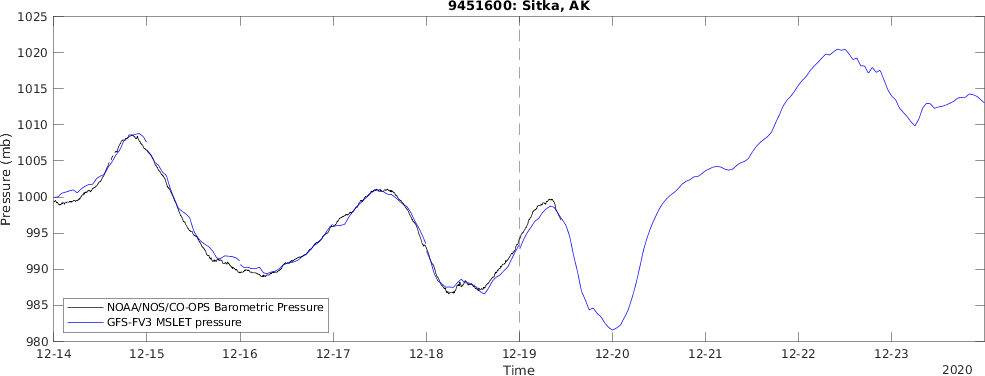 9451600: Sitka, AK
1025
1020
1015
1010
1005
1000
995
990
985
980
Pressure (mb)
NOAA/NOS/CO-OPS Barometric Pressure
GFS-FV3 MSLET pressure
12-14 12-15 12-16 12-17 12-18 12-19 12-20 12-21 12-22 12-23
Time
2020